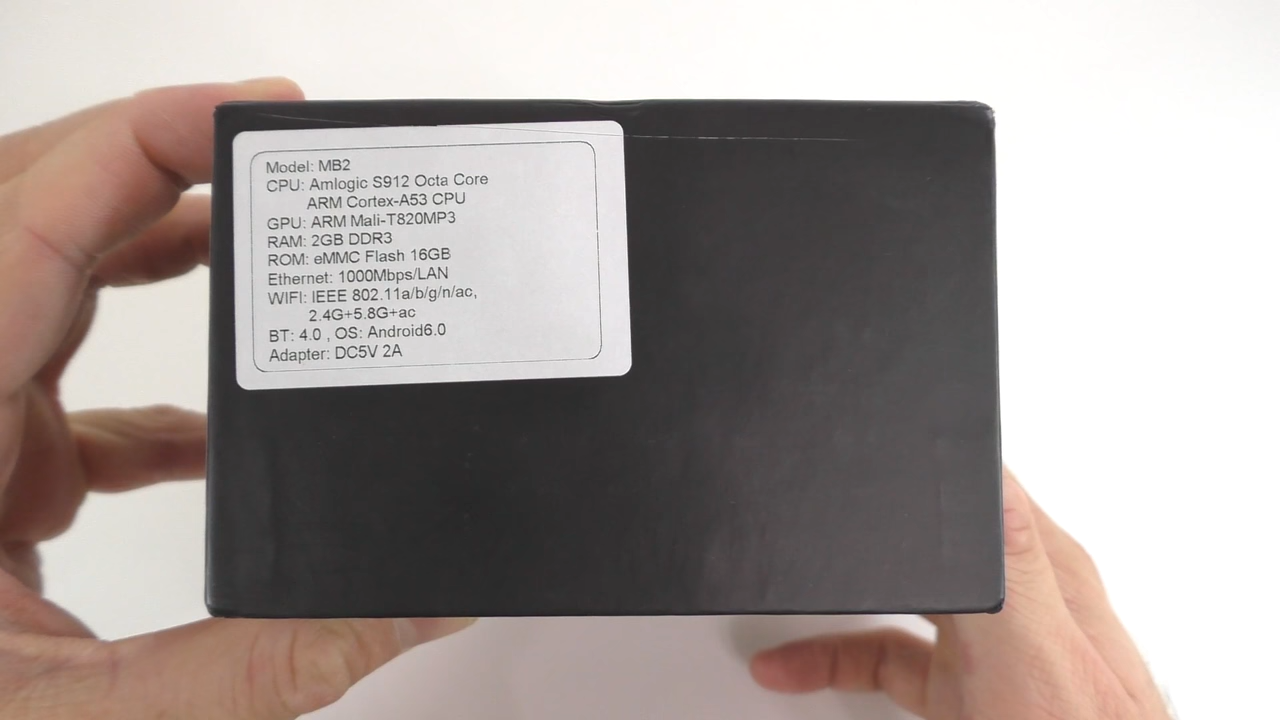 Model: MB2
CPU: Amlogic S912 Octa Core
ARM Cortex-A53 CPU
GPU: ARM Mali-T820MP3
RAM: 2GB DDR3
ROM: eMMC Flash 16GB
Ethernet: 1000Mbps/LAN
WIFI: IEEE 802.11a/b/g/n/ac,
2.4G+5.8G+ac
BT: 4.0 , OS: Android6.0
Adapter: DC5V 2A